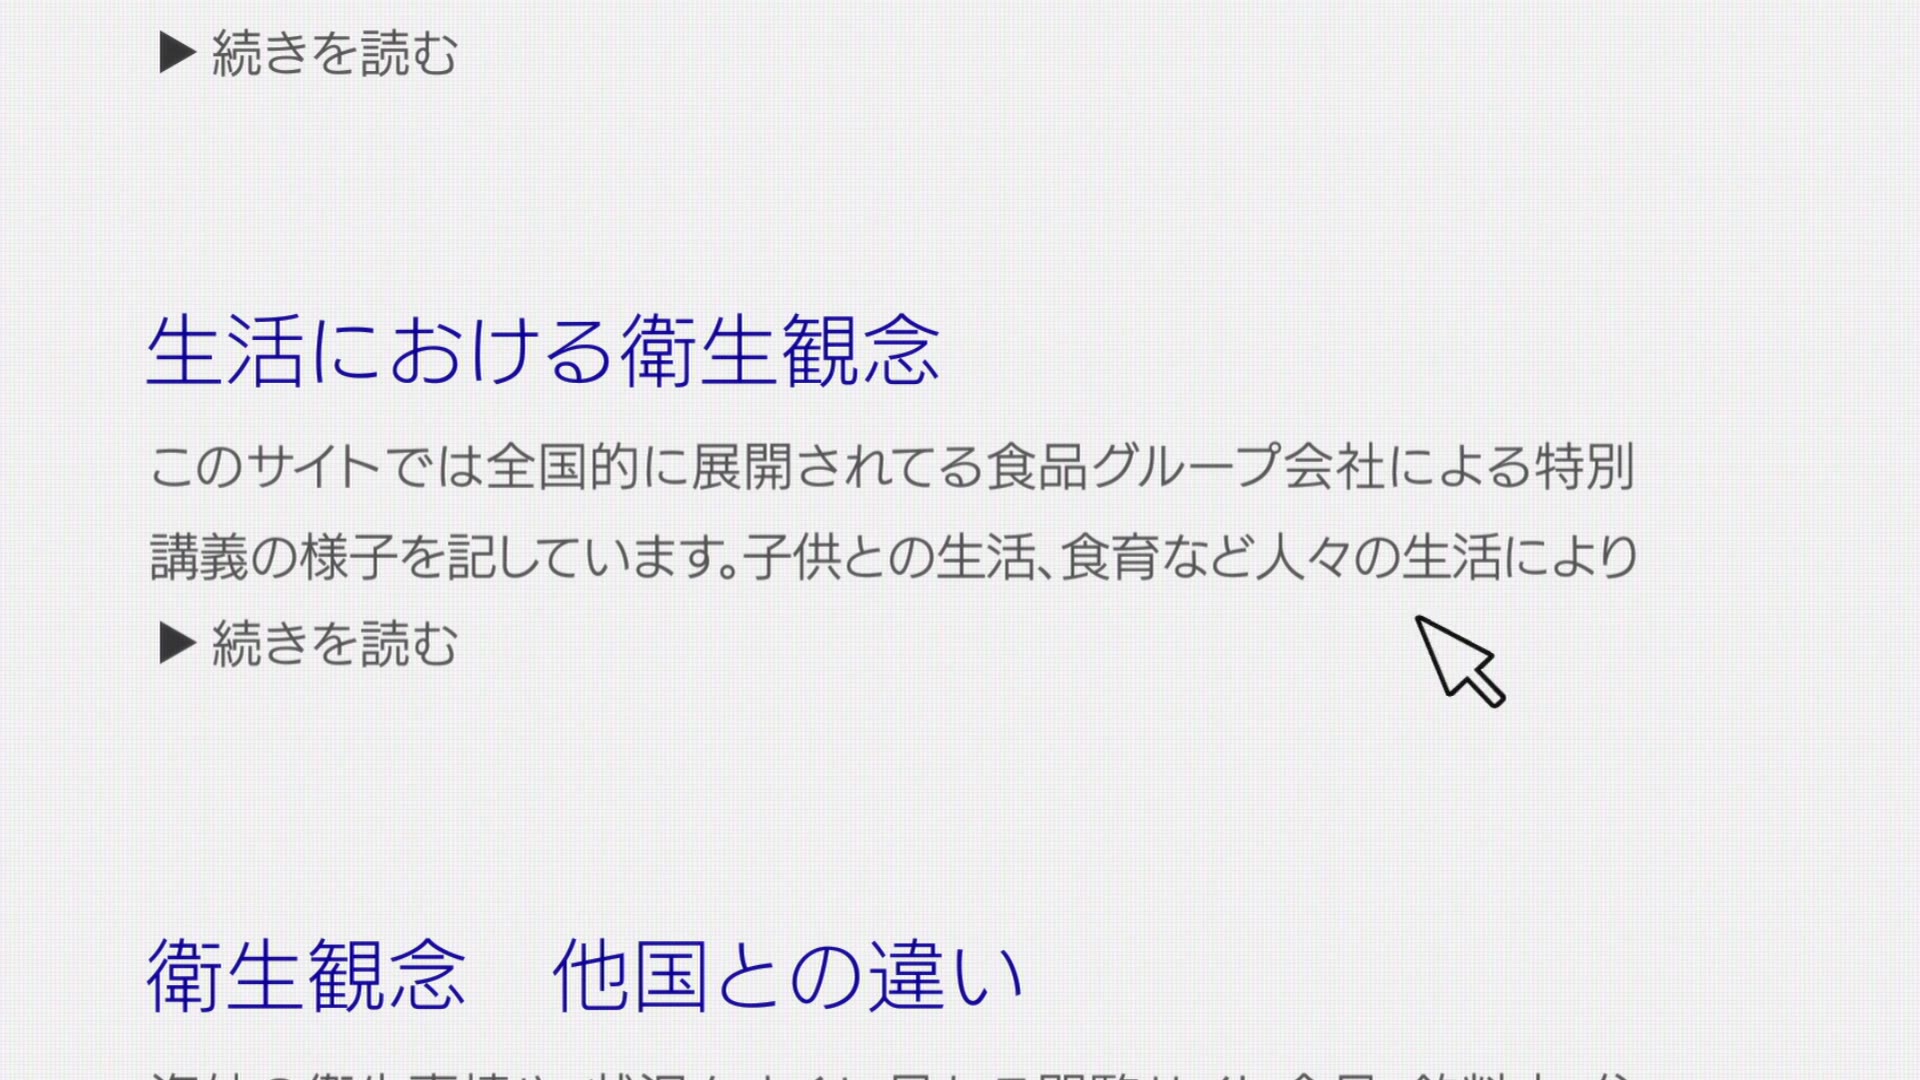 ▶ 続きを読む
生活における衛生観念
このサイトでは全国的に展開されてる食品グループ会社による特別
講義の様子を記しています。子供との生活、食育など人々の生活により
▶ 続きを読む
衛生観念　他国との違い